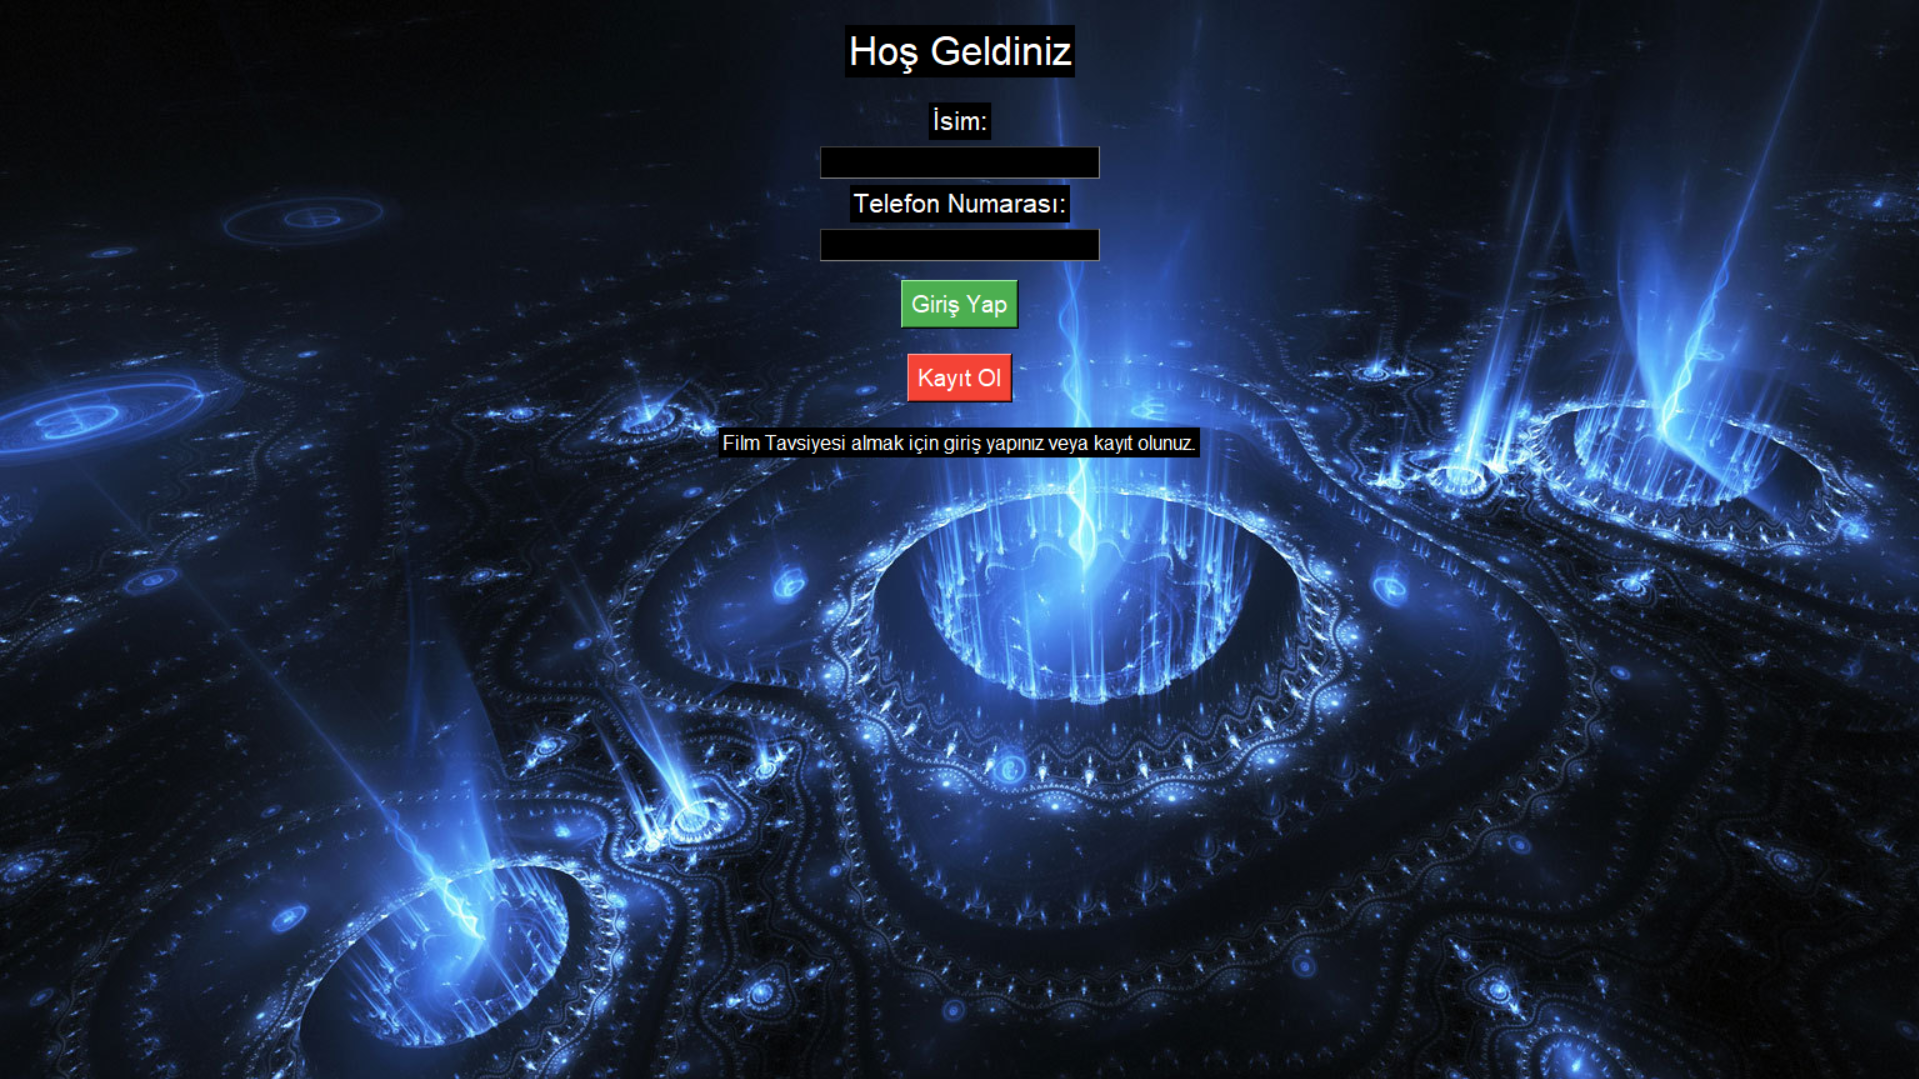 Hoş Geldiniz
İsim:
Telefon Numarası:
Giriş Yap
Kayıt Ol
Film Tavsiyesi almak için giriş yapınız veya kayıt olunuz.